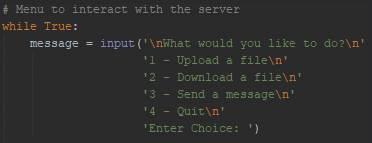 # Menu to interact with the server
while True:
    message = input('\nWhat would you like to do?\n'
                    '1 - Upload a file\n'
                    '2 - Download a file\n'
                    '3 - Send a message\n'
                    '4 - Quit\n'
                    'Enter Choice: ')